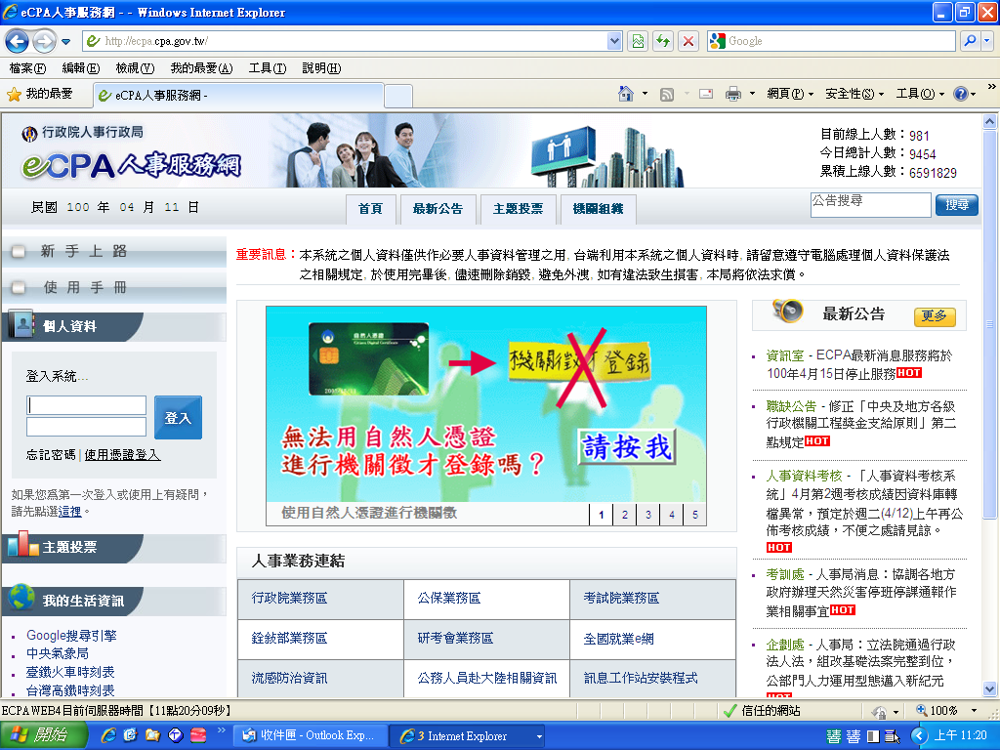 eCPA人事服務網 - - Windows Internet Explorer
http://ecpa.cpa.gov.tw/
Google
檔案(F) 編輯(E) 檢視(V) 我的最愛(A) 工具(T) 說明(H)
我的最愛
eCPA人事服務網 -
網頁(P) 安全性(S) 工具(O)
行政院人事行政局
eCPA人事服務網
目前線上人數：981
今日總計人數：9454
累積上線人數：6591829
民國 100 年 04 月 11 日
首頁
最新公告
主題投票
機關組織
公告搜尋
搜尋
新手上路
使用手冊
個人資料
登入系統...
登入
忘記密碼 | 使用憑證登入
如果您為第一次登入或使用上有疑問，
請先點選這裡。
主題投票
我的生活資訊
Google搜尋引擎
中央氣象局
臺鐵火車時刻表
台灣高鐵時刻表
重要訊息：本系統之個人資料僅供作必要人事資料管理之用, 台端利用本系統之個人資料時, 請留意遵守電腦處理個人資料保護法
之相關規定, 於使用完畢後, 儘速刪除銷毀, 避免外洩, 如有違法致生損害, 本局將依法求償。
自然人憑證
Citizen Digital Certificate
機關徵才登錄
無法用自然人憑證
進行機關徵才登錄嗎？
請按我
使用自然人憑證進行機關徵
1 2 3 4 5
人事業務連結
行政院業務區 公保業務區 考試院業務區
銓敘部業務區 研考會業務區 全國就業e網
流感防治資訊 公務人員赴大陸相關資訊 訊息工作站安裝程式
最新公告
更多
資訊室 - ECPA最新消息服務將於
100年4月15日停止服務HOT
職缺公告 - 修正「中央及地方各級
行政機關工程獎金支給原則」第二
點規定HOT
人事資料考核 - 「人事資料考核系
統」4月第2週考核成績因資料庫轉
檔異常，預定於週二(4/12)上午再公
佈考核成績，不便之處請見諒。
HOT
考訓處 - 人事局消息：協調各地方
政府辦理天然災害停班停課通報作
業相關事宜HOT
企劃處 - 人事局：立法院通過行政
法人法，組改基礎法案完整到位，
公部門人力運用型態邁入新紀元
HOT
ECPAWEB4目前伺服器時間【11點20分09秒】
信任的網站
100%
開始
收件匣 - Outlook Exp...
3 Internet Explorer
上午 11:20